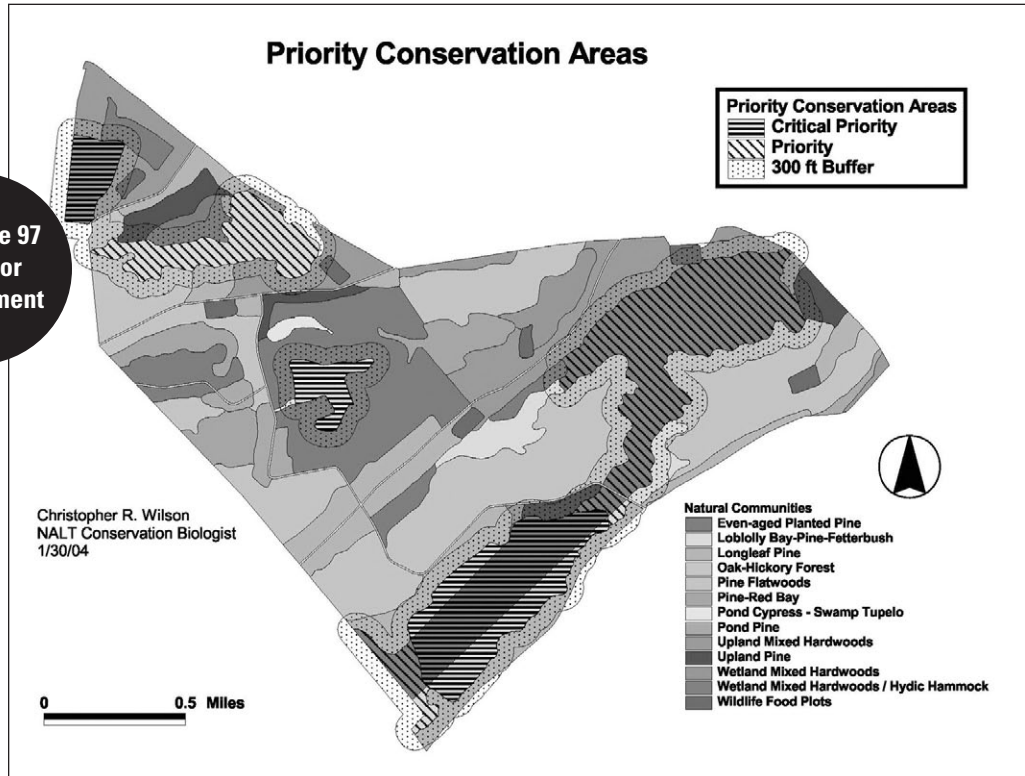 Priority Conservation Areas
Priority Conservation Areas
Critical Priority
Priority
300 ft Buffer
97
or
Christopher R. Wilson
NALT Conservation Biologist
1/30/04
0 0.5 Miles
Natural Communities
Even-aged Planted Pine
Loblolly Bay-Pine-Fetterbush
Longleaf Pine
Oak-Hickory Forest
Pine Flatwoods
Pine-Red Bay
Pond Cypress - Swamp Tupelo
Pond Pine
Upland Mixed Hardwoods
Upland Pine
Wetland Mixed Hardwoods
Wetland Mixed Hardwoods / Hydic Hammock
Wildlife Food Plots